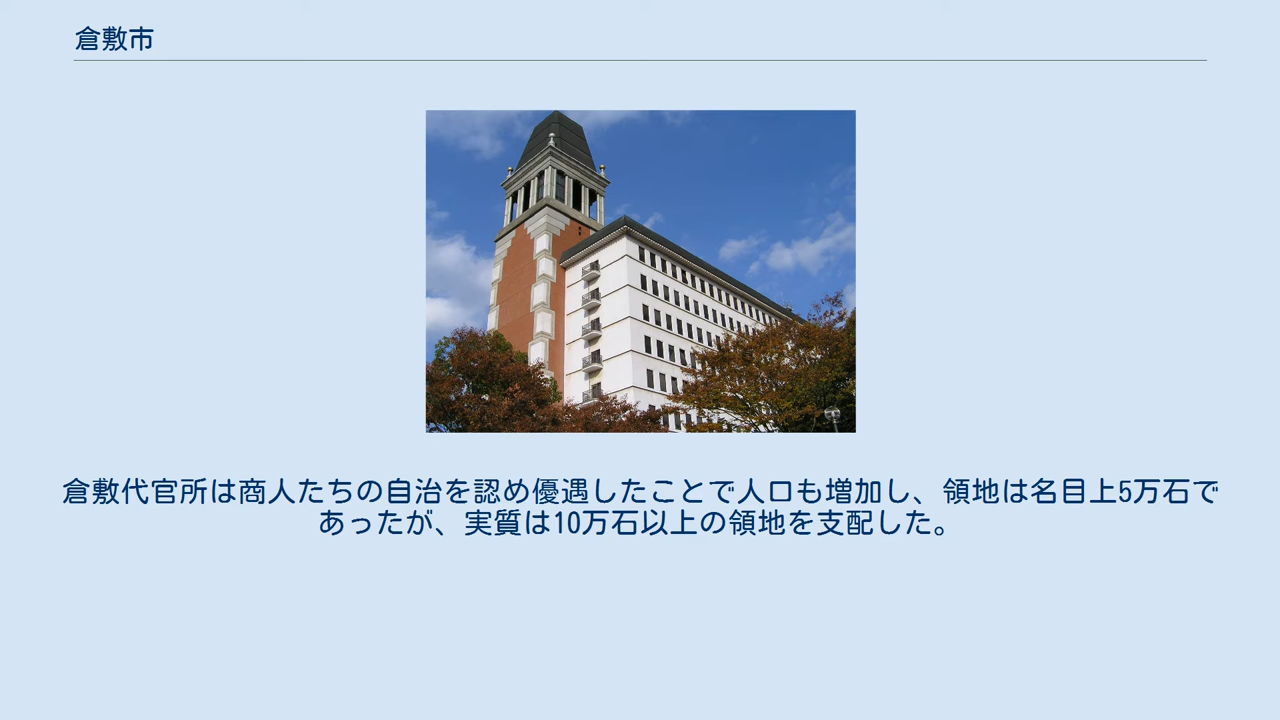 倉敷市
倉敷代官所は商人たちの自治を認め優遇したことで人口も増加し、領地は名目上5万石で
あったが、実質は10万石以上の領地を支配した。